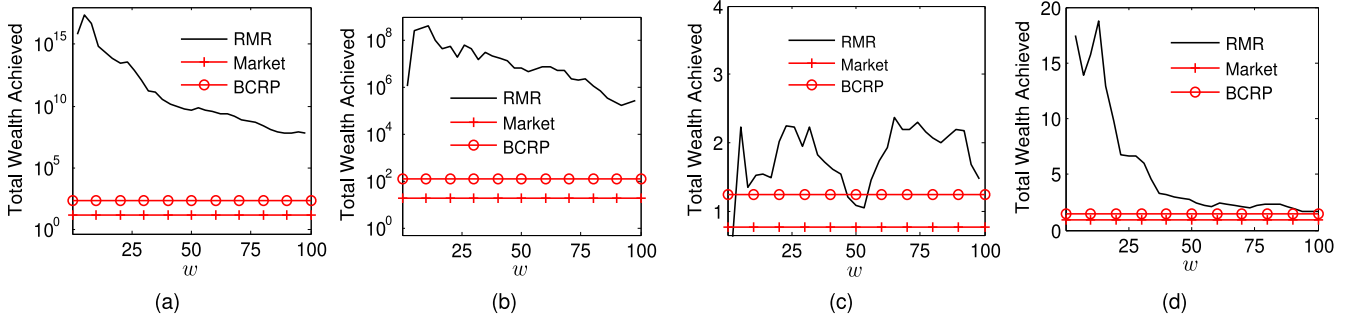 Total Wealth Achieved
10^15
10^10
10^5
10^0
25
50
75
100
w
RMR
Market
BCRP
(a)
Total Wealth Achieved
10^8
10^6
10^4
10^2
10^0
25
50
75
100
w
RMR
Market
BCRP
(b)
Total Wealth Achieved
4
3
2
1
25
50
75
100
w
RMR
Market
BCRP
(c)
Total Wealth Achieved
20
15
10
5
0
25
50
75
100
w
RMR
Market
BCRP
(d)